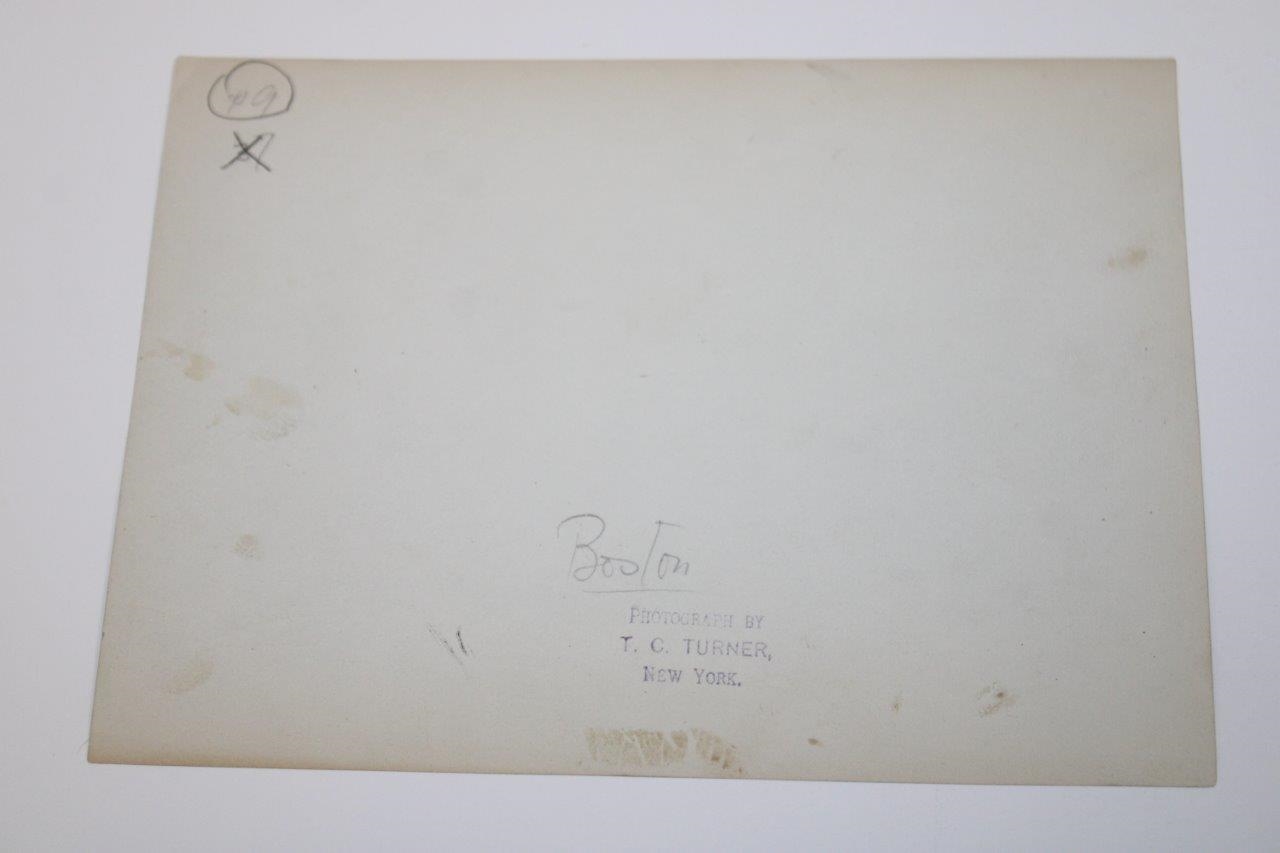 Boston
PHOTOGRAPH BY
T. C. TURNER,
NEW YORK.